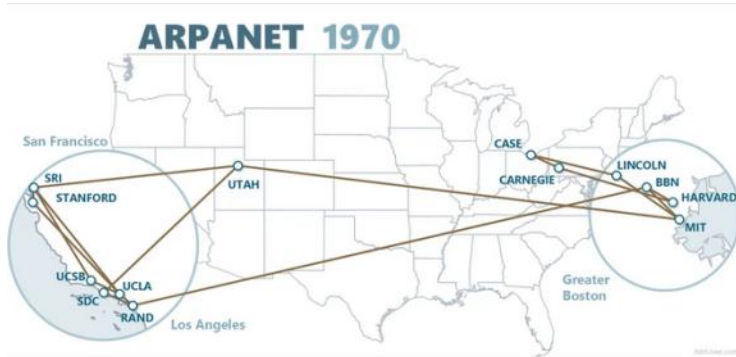 ARPANET 1970
San Francisco
SRI
STANFORD
UTAH
CASE
CARNEGIE
LINCOLN
BBN
HARVARD
MIT
UCSB
SDC
UCLA
RAND
Los Angeles
Greater
Boston